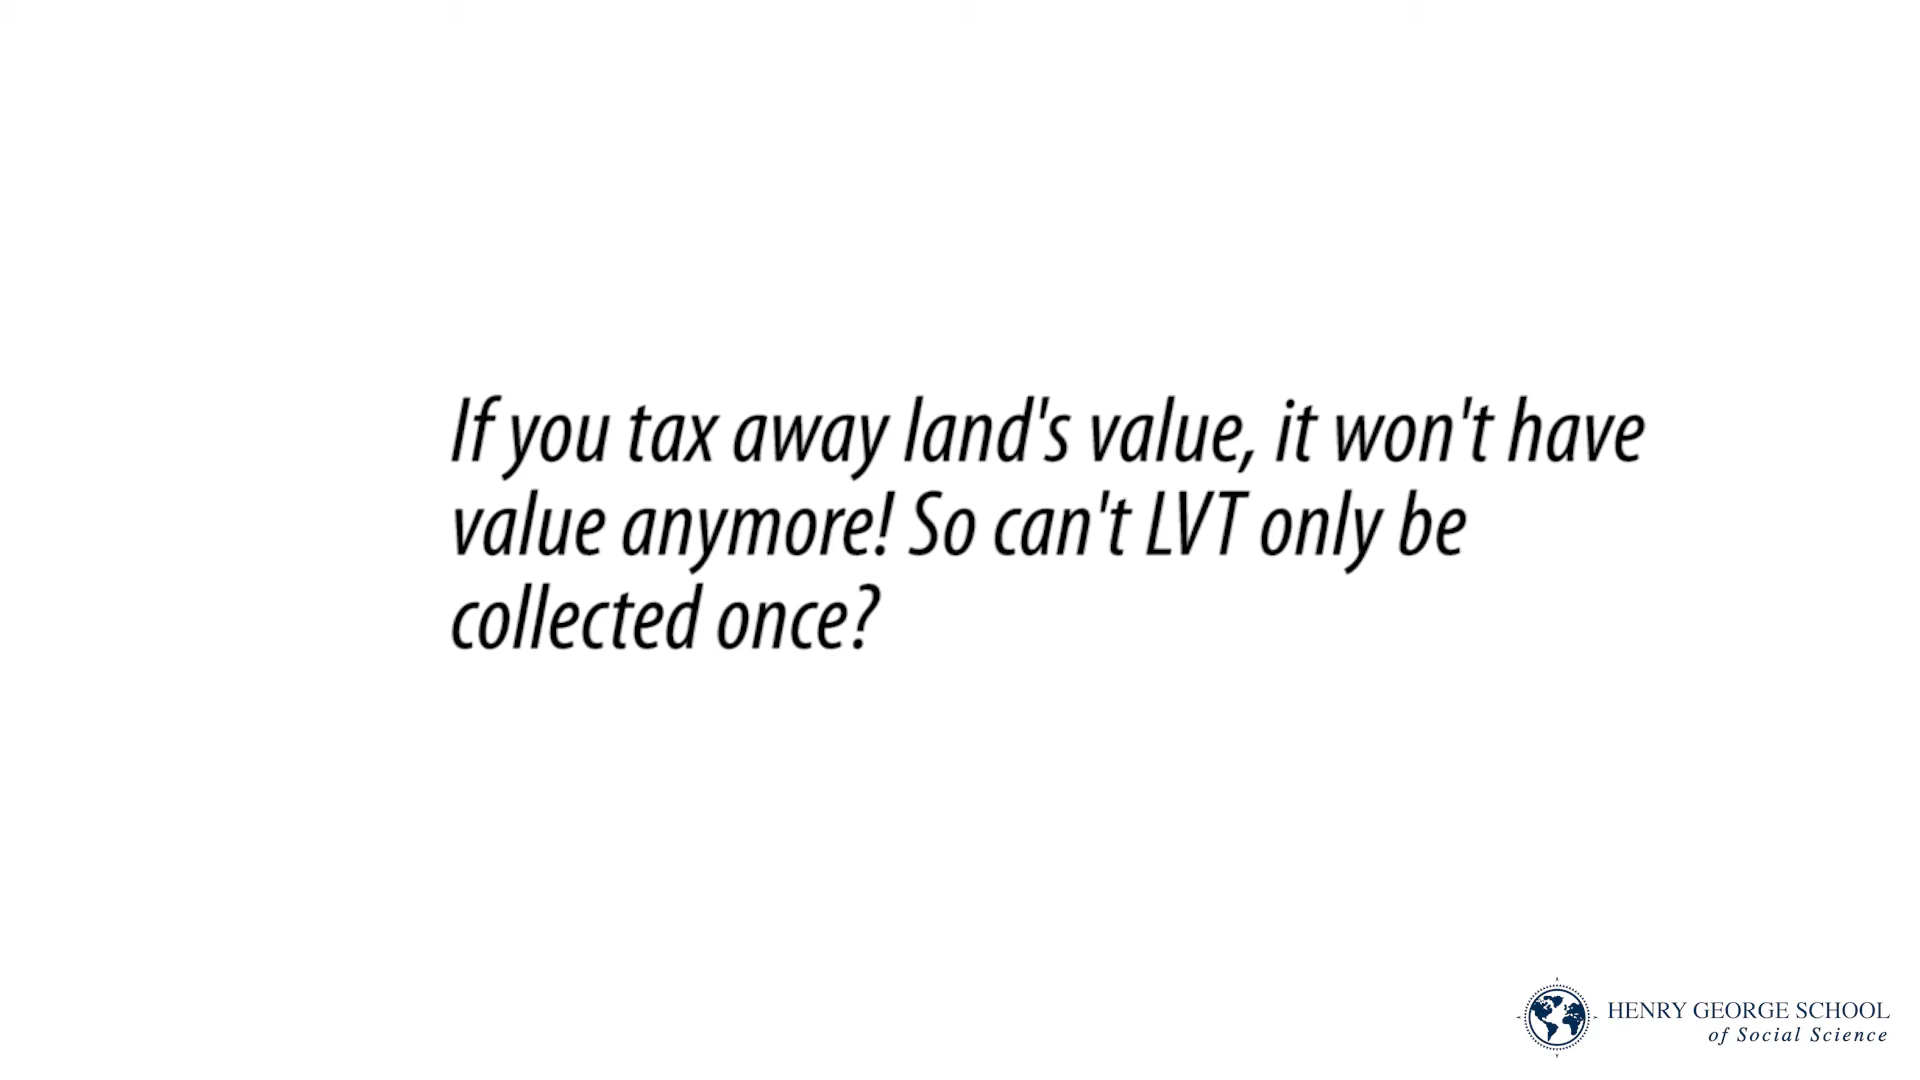 If you tax away land's value, it won't have
value anymore! So can't LVT only be
collected once?
HENRY GEORGE SCHOOL
of Social Science